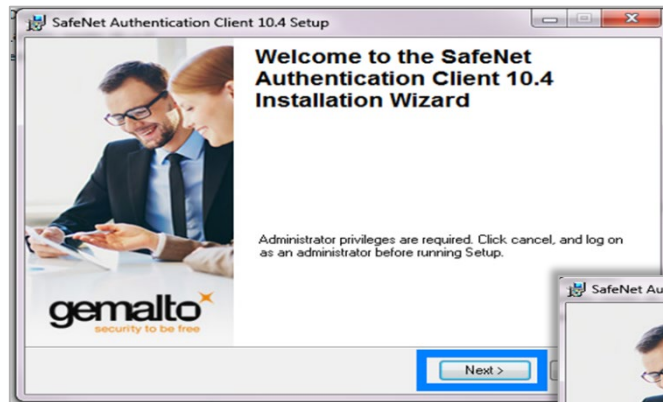 SafeNet Authentication Client 10.4 Setup
Welcome to the SafeNet
Authentication Client 10.4
Installation Wizard
Administrator privileges are required. Click cancel, and log on
as an administrator before running Setup.
gemalto
security to be free
SafeNet Au
Next >